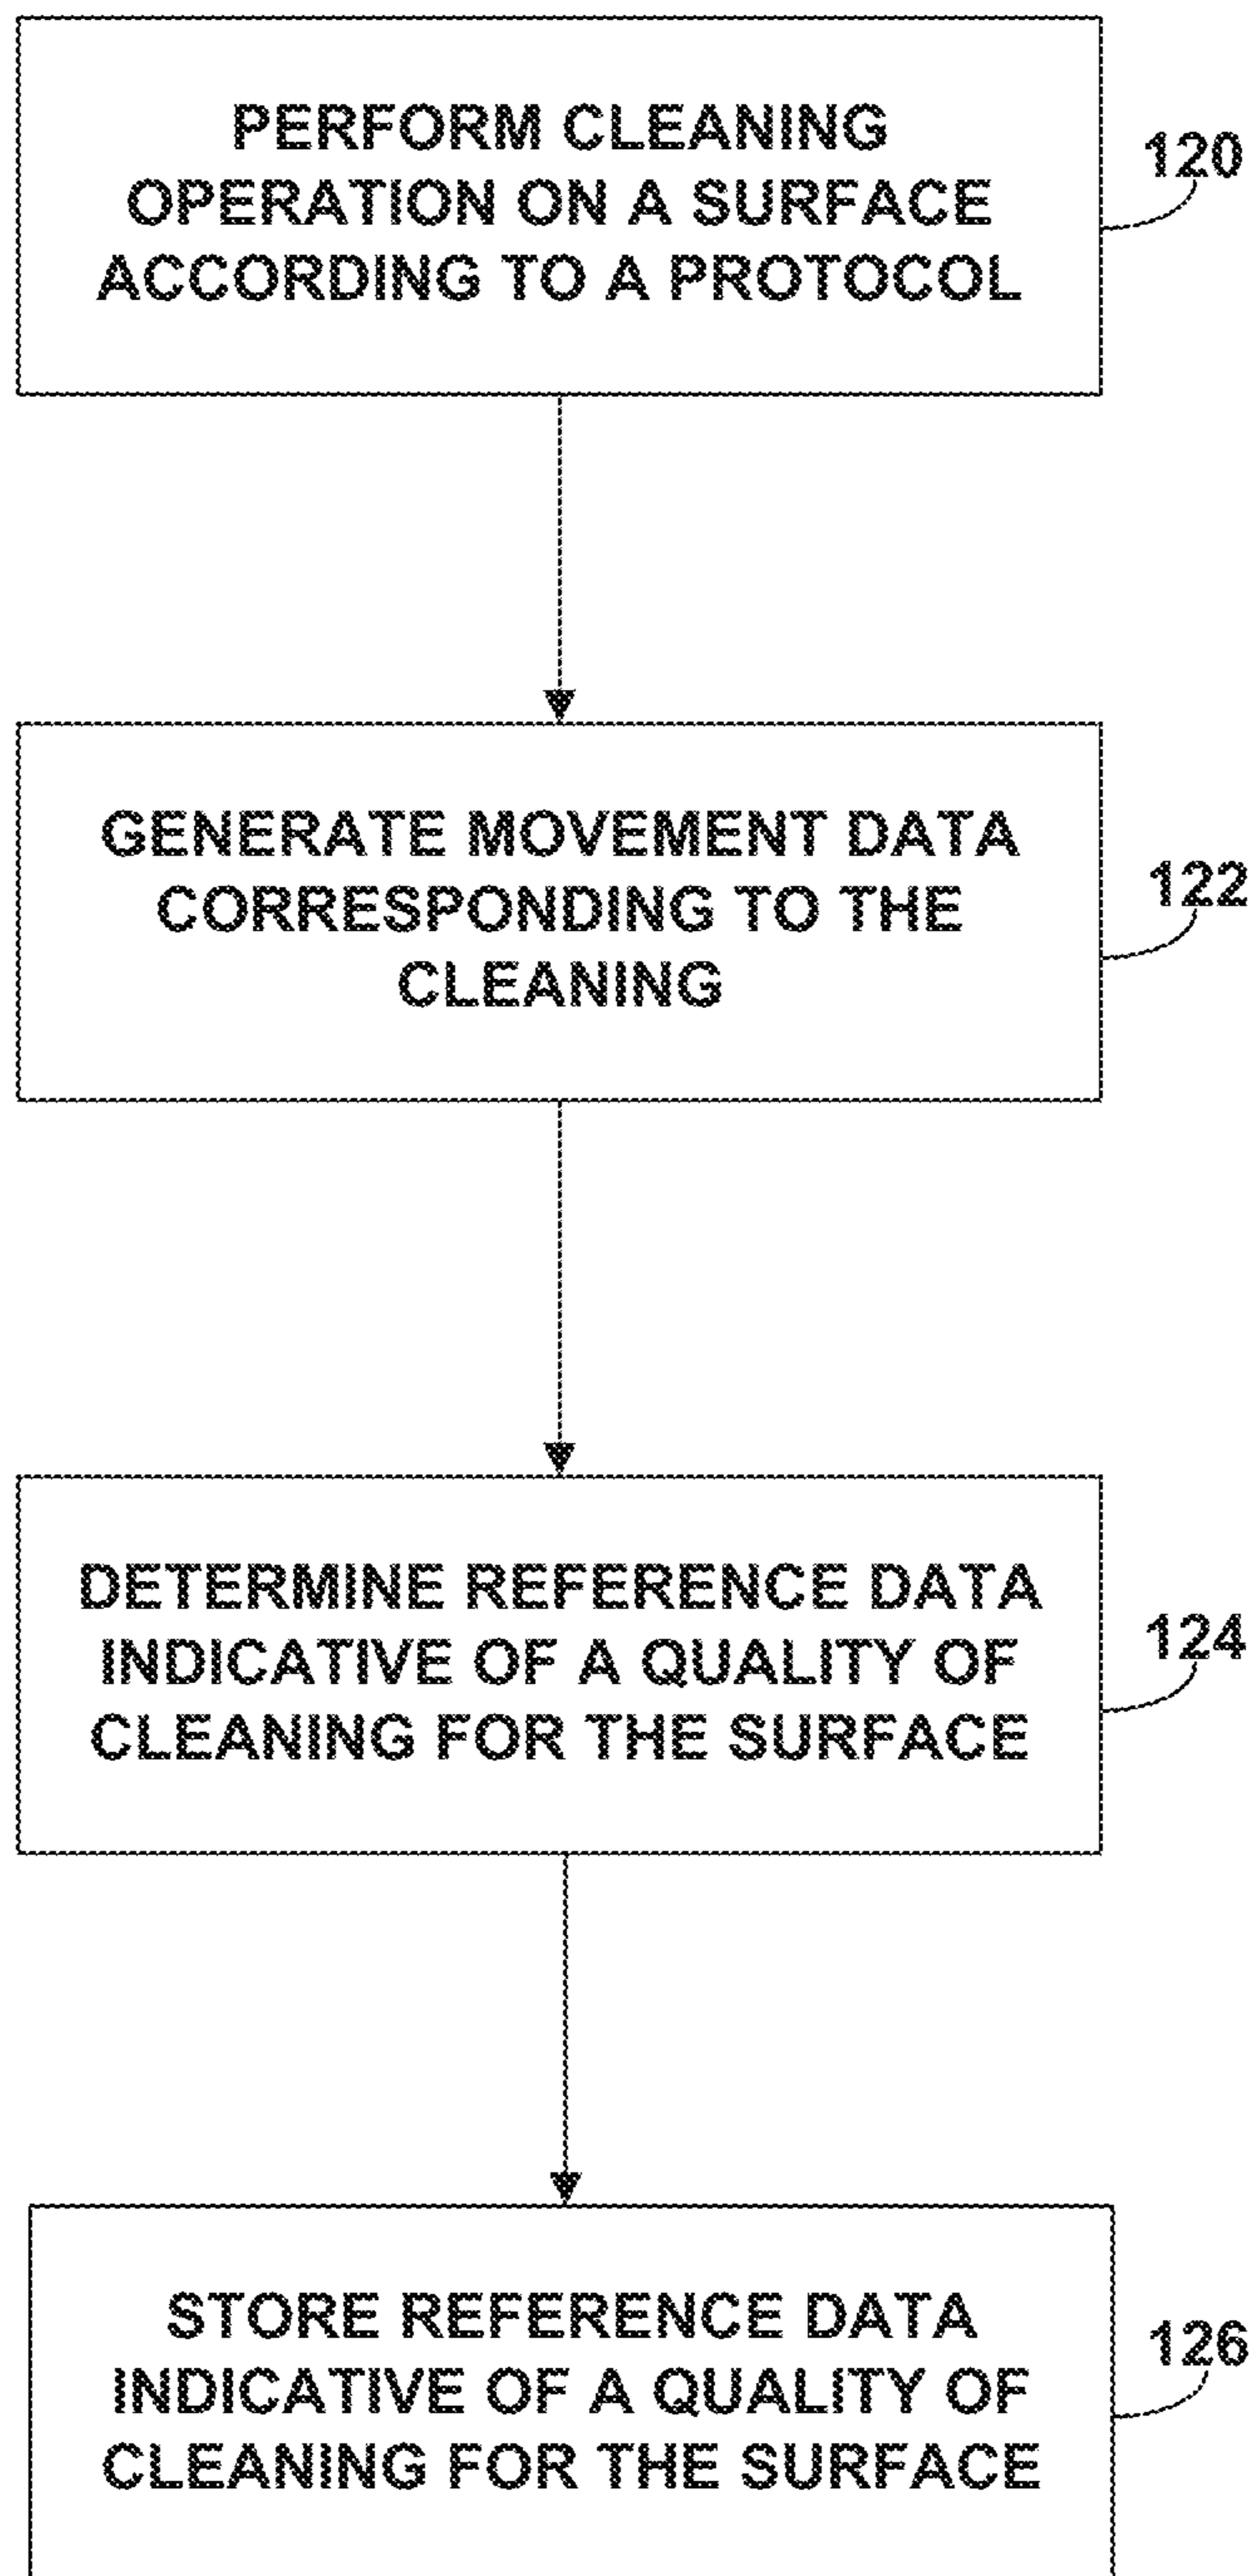 PERFORM CLEANING
OPERATION ON A SURFACE
ACCORDING TO A PROTOCOL
120
GENERATE MOVEMENT DATA
CORRESPONDING TO THE
CLEANING
122
DETERMINE REFERENCE DATA
INDICATIVE OF A QUALITY OF
CLEANING FOR THE SURFACE
124
STORE REFERENCE DATA
INDICATIVE OF A QUALITY OF
CLEANING FOR THE SURFACE
126